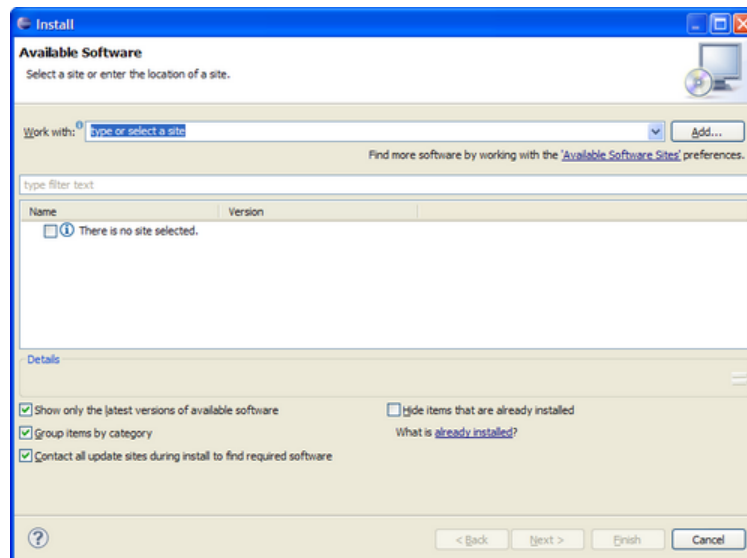 Install
Available Software
Select a site or enter the location of a site.
Work with: type or select a site Add...
Find more software by working with the 'Available Software Sites' preferences.
type filter text
Name Version
There is no site selected.
Details
Show only the latest versions of available software Hide items that are already installed
Group items by category What is already installed?
Contact all update sites during install to find required software
? < Back Next > Finish Cancel